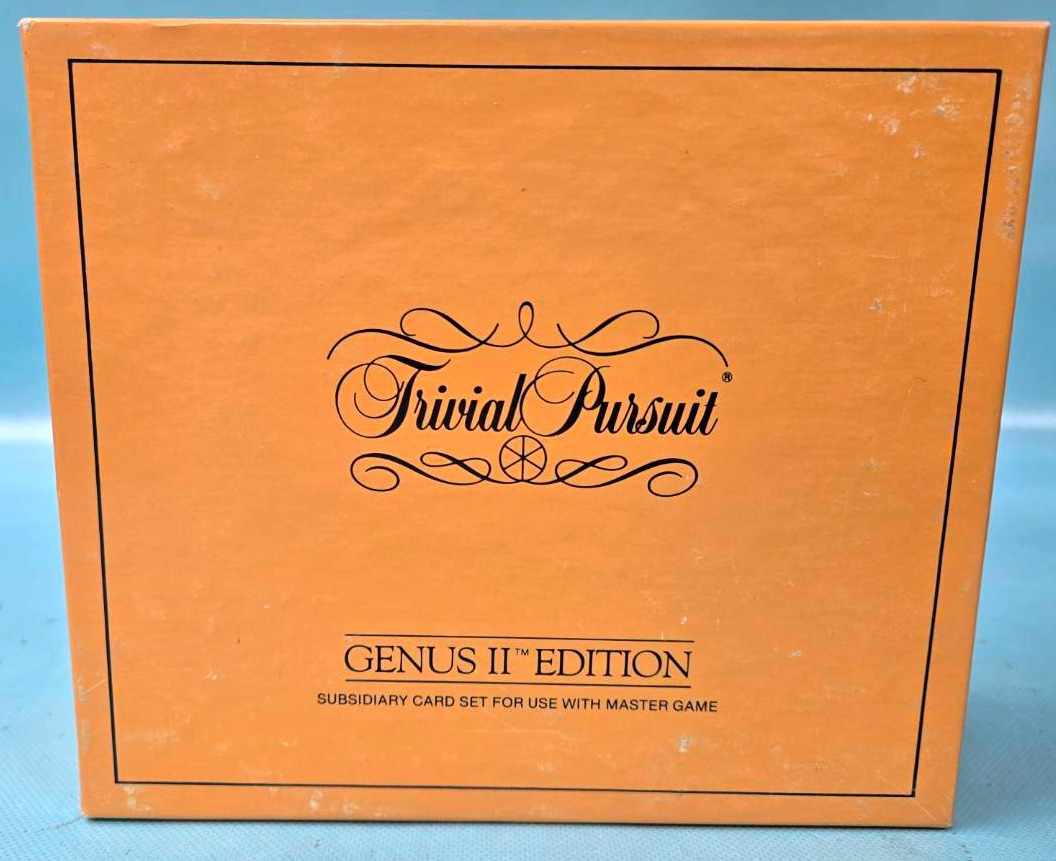 Trivial Pursuit®
GENUS II™ EDITION
SUBSIDIARY CARD SET FOR USE WITH MASTER GAME